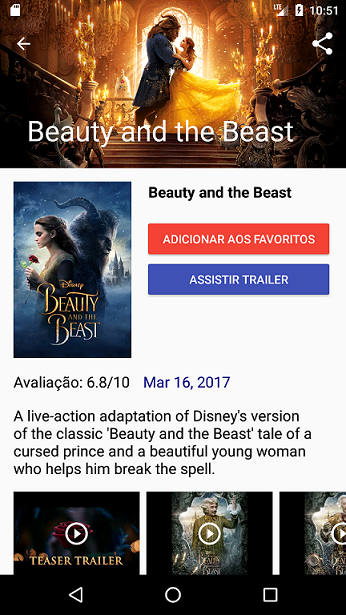 LTE 10:51
Beauty and the Beast
Beauty and the Beast
ADICIONAR AOS FAVORITOS
ASSISTIR TRAILER
Disney
BEAUTY
AND THE
BEAST
Avaliação: 6.8/10 Mar 16, 2017
A live-action adaptation of Disney's version
of the classic 'Beauty and the Beast' tale of a
cursed prince and a beautiful young woman
who helps him break the spell.
TEASER TRAILER
BEAUTY
BEAST